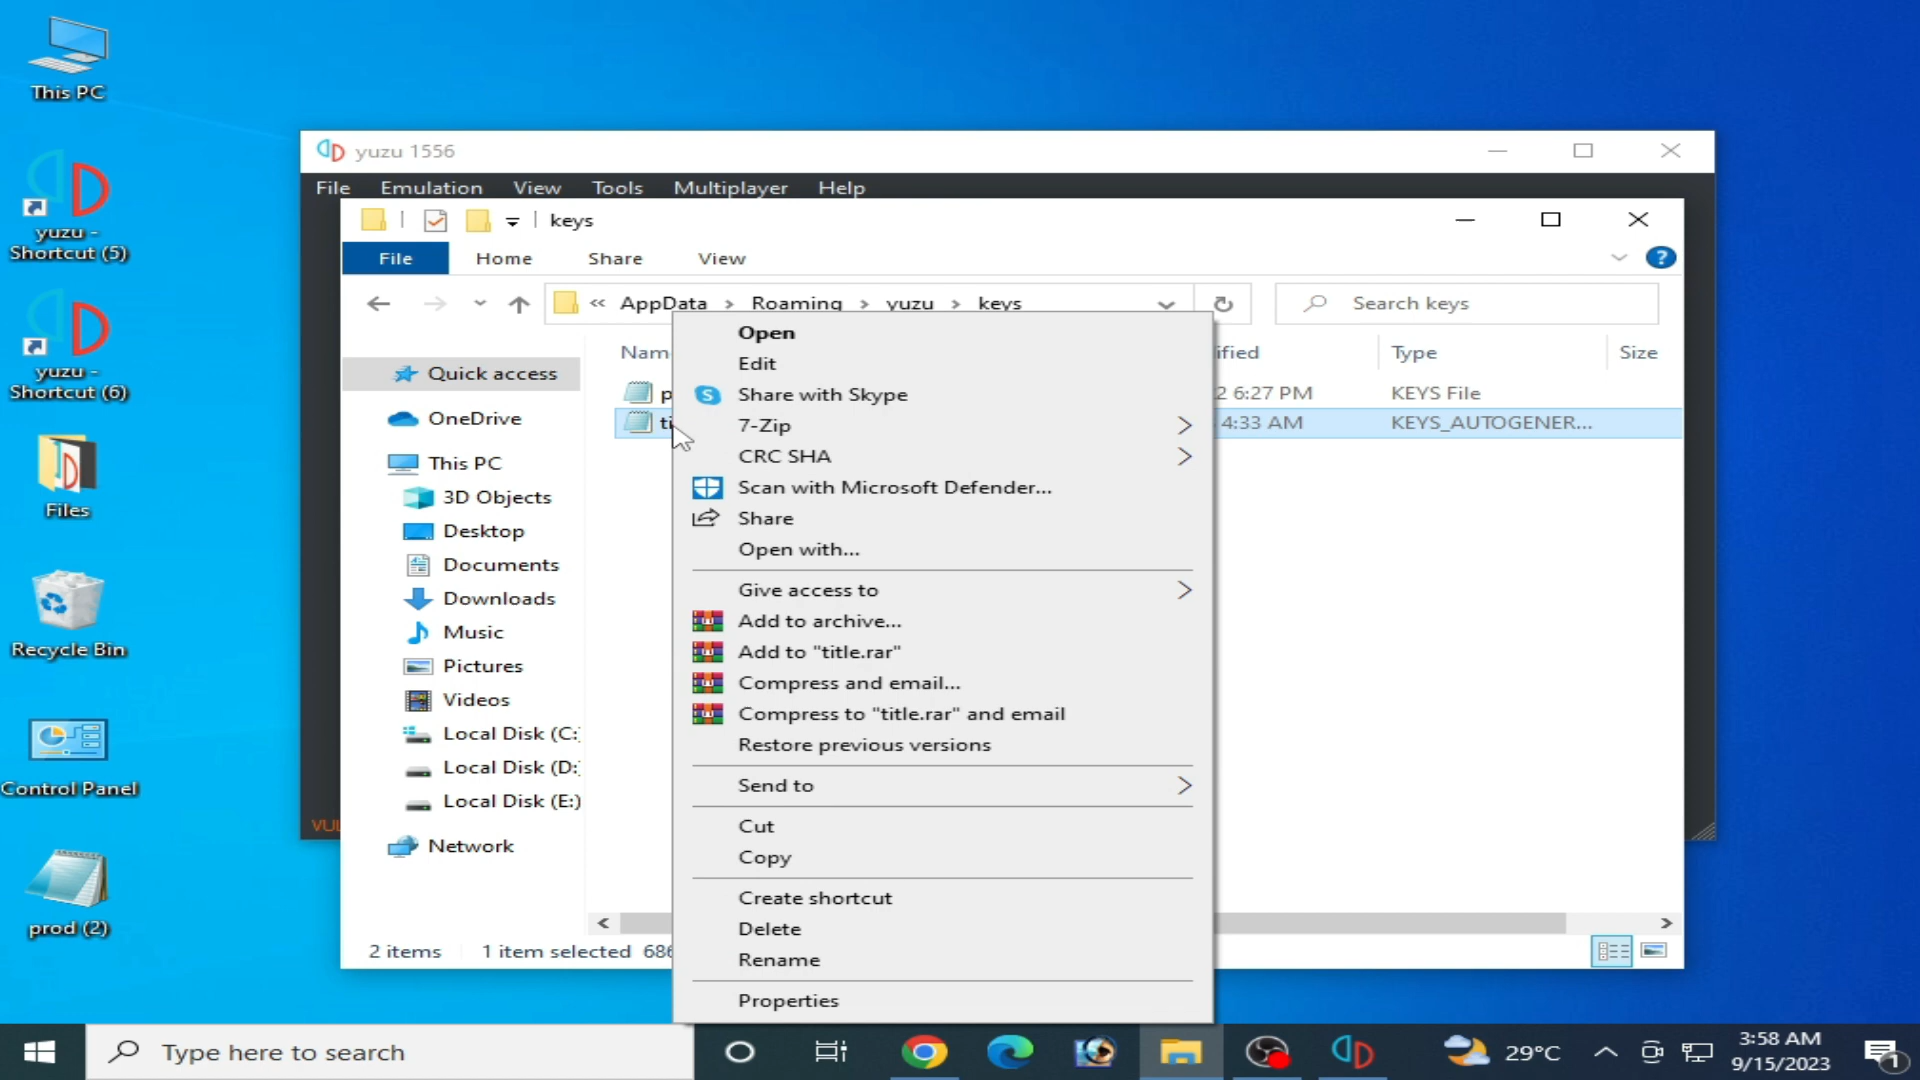 This PC
yuzu -
Shortcut (5)
yuzu -
Shortcut (6)
Files
Recycle Bin
Control Panel
prod (2)
yuzu 1556
File Emulation View Tools Multiplayer Help
keys
File Home Share View
« AppData > Roaming > yuzu > keys
Search keys
Type Size
Quick access
OneDrive
This PC
3D Objects
Desktop
Documents
Downloads
Music
Pictures
Videos
Local Disk (C:
Local Disk (D:
Local Disk (E:)
Network
6:27 PM KEYS File
4:33 AM KEYS_AUTOGENER...
Open
Edit
Share with Skype
7-Zip
CRC SHA
Scan with Microsoft Defender...
Share
Open with...
Give access to
Add to archive...
Add to "title.rar"
Compress and email...
Compress to "title.rar" and email
Restore previous versions
Send to
Cut
Copy
Create shortcut
Delete
Rename
Properties
2 items 1 item selected
Type here to search
29°C
3:58 AM
9/15/2023
1